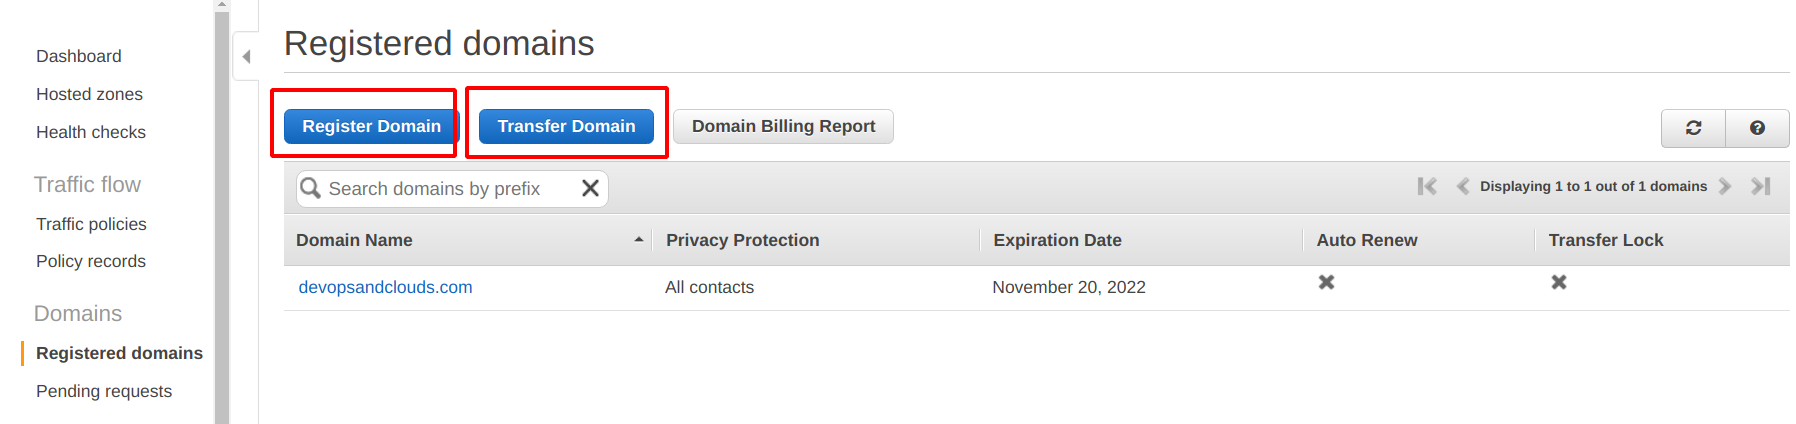 Dashboard
Hosted zones
Health checks
Traffic flow
Traffic policies
Policy records
Domains
Registered domains
Pending requests
Registered domains
Register Domain
Transfer Domain
Domain Billing Report
Search domains by prefix
Displaying 1 to 1 out of 1 domains
Domain Name
Privacy Protection
Expiration Date
Auto Renew
Transfer Lock
devopsandclouds.com
All contacts
November 20, 2022